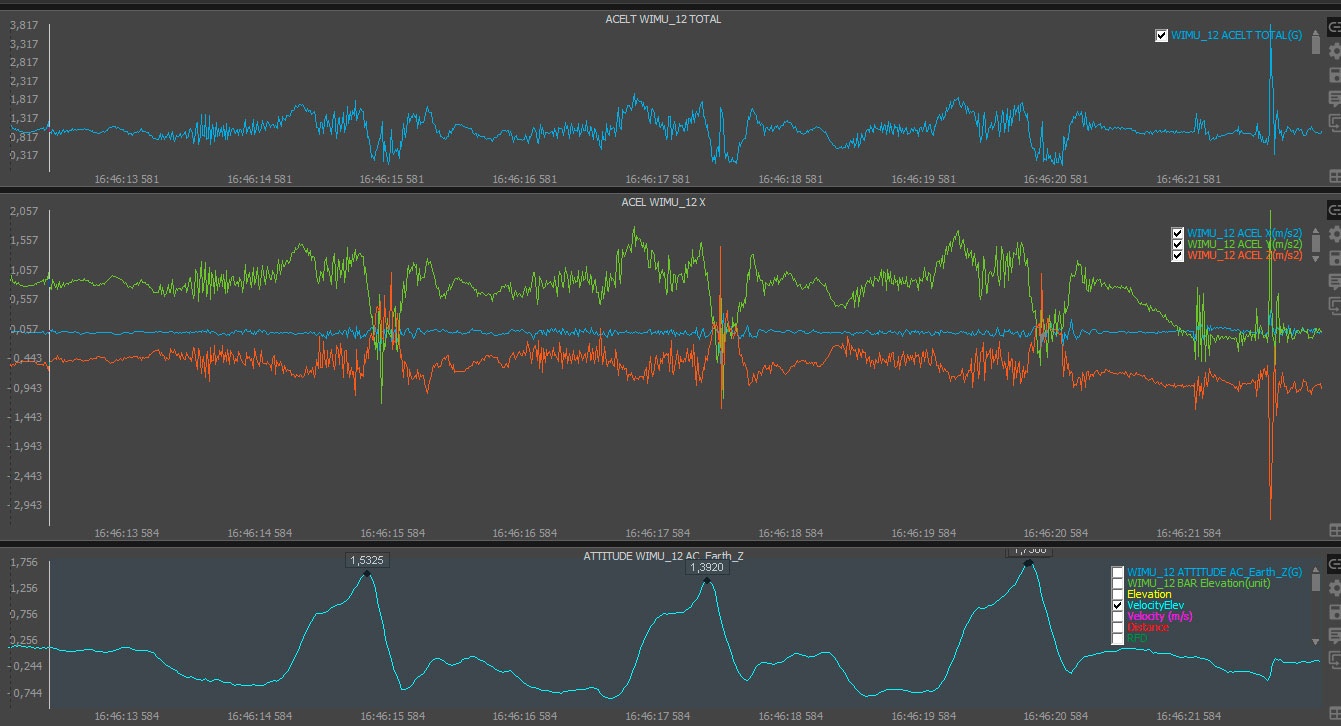 ACELT WIMU_12 TOTAL
3,817
3,317
2,817
2,317
1,817
1,317
0,817
0,317
WIMU_12 ACELT TOTAL(G)
16:46:13 581 16:46:14 581 16:46:15 581 16:46:16 581 16:46:17 581 16:46:18 581 16:46:19 581 16:46:20 581 16:46:21 581
ACEL WIMU_12 X
2,057
1,557
1,057
0,557
0,057
- 0,443
- 0,943
- 1,443
- 1,943
- 2,443
- 2,943
WIMU_12 ACEL X(m/s2)
WIMU_12 ACEL Y(m/s2)
WIMU_12 ACEL Z(m/s2)
16:46:13 584 16:46:14 584 16:46:15 584 16:46:16 584 16:46:17 584 16:46:18 584 16:46:19 584 16:46:20 584 16:46:21 584
ATTITUDE WIMU_12 AC_Earth_Z
1,756
1,256
0,756
0,256
- 0,244
- 0,744
1,5325
1,3920
WIMU_12 ATTITUDE AC_Earth_Z(G)
WIMU_12 BAR Elevation(unit)
Elevation
VelocityElev
Velocity (m/s)
Distance
RFD
16:46:13 584 16:46:14 584 16:46:15 584 16:46:16 584 16:46:17 584 16:46:18 584 16:46:19 584 16:46:20 584 16:46:21 584